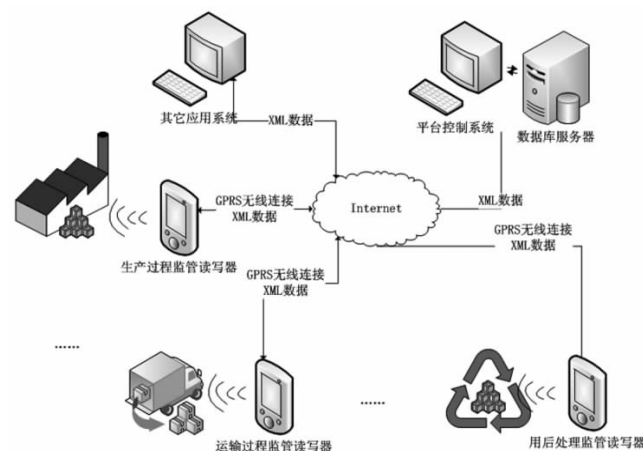 其它应用系统
XML数据
平台控制系统
数据库服务器
GPRS无线连接
XML数据
Internet
XML数据
生产过程监管读写器
GPRS无线连接
XML数据
GPRS无线连接
XML数据
……
……
运输过程监管读写器
用后处理监管读写器